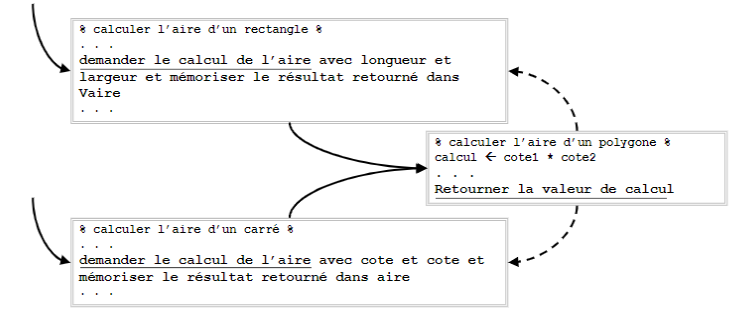 % calculer l'aire d'un rectangle %
. . .
demander le calcul de l'aire avec longueur et
largeur et mémoriser le résultat retourné dans
Vaire
. . .
% calculer l'aire d'un polygone %
calcul ← cote1 * cote2
. . .
Retourner la valeur de calcul
% calculer l'aire d'un carré %
. . .
demander le calcul de l'aire avec cote et cote et
mémoriser le résultat retourné dans aire
. . .